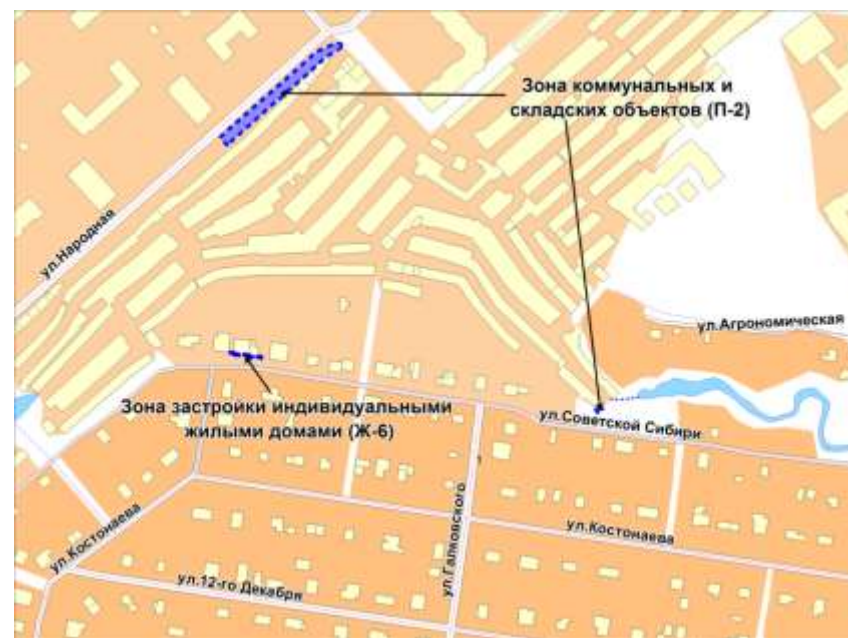 Зона коммунальных и
складских объектов (П-2)
ул.Народная
ул.Агрономическая
Зона застройки индивидуальными
жилыми домами (Ж-6)
ул.Советской Сибири
ул.Галковского
ул.Костонаева
ул.Костонаева
ул.12-го Декабря